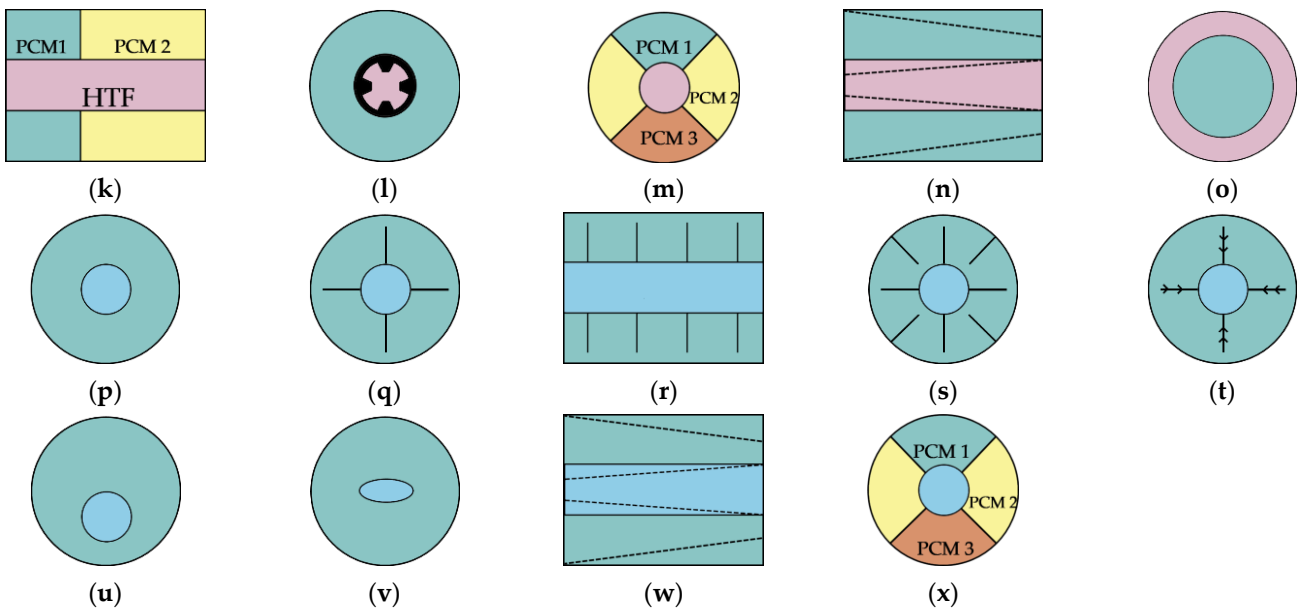 PCM1 PCM 2
HTF
PCM 1
PCM 2
PCM 3
(k) (l) (m) (n) (o)
(p) (q) (r) (s) (t)
PCM 1
PCM 2
PCM 3
(u) (v) (w) (x)